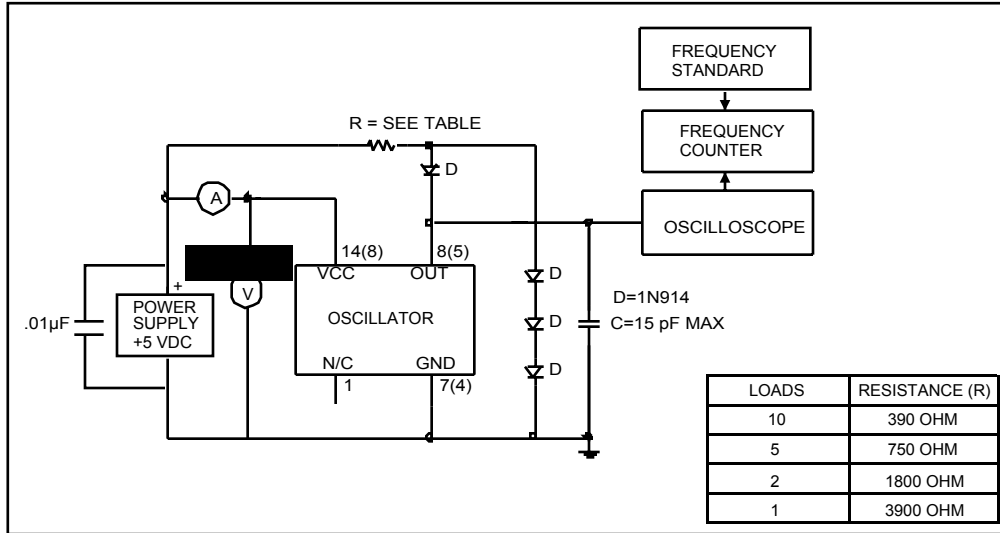 FREQUENCY
STANDARD
R = SEE TABLE
FREQUENCY
COUNTER
D
A
OSCILLOSCOPE
14(8)
8(5)
VCC
OUT
D
+
V
D=1N914
.01µF
POWER
SUPPLY
+5 VDC
OSCILLATOR
D
C=15 pF MAX
N/C
GND
D
1
7(4)
LOADS RESISTANCE (R)
10 390 OHM
5 750 OHM
2 1800 OHM
1 3900 OHM